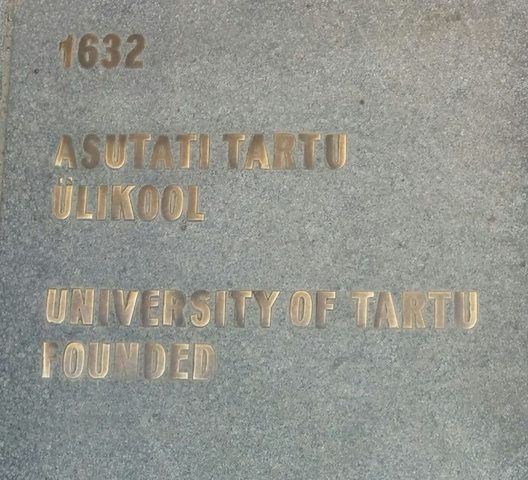 1632
ASUTATI TARTU
ÜLIKOOL
UNIVERSITY OF TARTU
FOUNDED